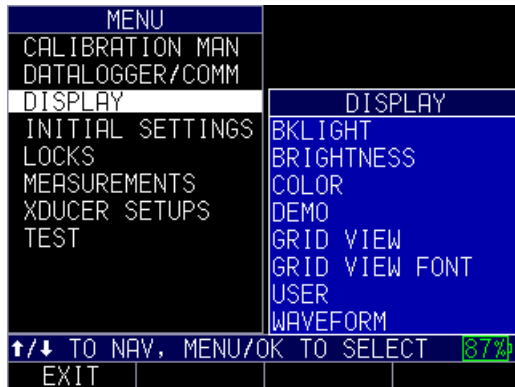 MENU
CALIBRATION MAN
DATALOGGER/COMM
DISPLAY
INITIAL SETTINGS
LOCKS
MEASUREMENTS
XDUCER SETUPS
TEST
DISPLAY
BKLIGHT
BRIGHTNESS
COLOR
DEMO
GRID VIEW
GRID VIEW FONT
USER
WAVEFORM
⬆/⬇ TO NAV, MENU/OK TO SELECT 87%
EXIT